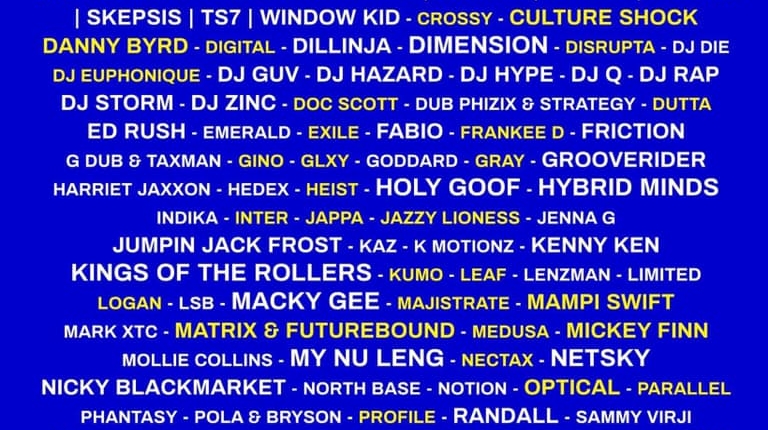 | SKEPSIS | TS7 | WINDOW KID - CROSSY - CULTURE SHOCK
DANNY BYRD - DIGITAL - DILLINJA - DIMENSION - DISRUPTA - DJ DIE
DJ EUPHONIQUE - DJ GUV - DJ HAZARD - DJ HYPE - DJ Q - DJ RAP
DJ STORM - DJ ZINC - DOC SCOTT - DUB PHIZIX & STRATEGY - DUTTA
ED RUSH - EMERALD - EXILE - FABIO - FRANKEE D - FRICTION
G DUB & TAXMAN - GINO - GLXY - GODDARD - GRAY - GROOVERIDER
HARRIET JAXXON - HEDEX - HEIST - HOLY GOOF - HYBRID MINDS
INDIKA - INTER - JAPPA - JAZZY LIONESS - JENNA G
JUMPIN JACK FROST - KAZ - K MOTIONZ - KENNY KEN
KINGS OF THE ROLLERS - KUMO - LEAF - LENZMAN - LIMITED
LOGAN - LSB - MACKY GEE - MAJISTRATE - MAMPI SWIFT
MARK XTC - MATRIX & FUTUREBOUND - MEDUSA - MICKEY FINN
MOLLIE COLLINS - MY NU LENG - NECTAX - NETSKY
NICKY BLACKMARKET - NORTH BASE - NOTION - OPTICAL - PARALLEL
PHANTASY - POLA & BRYSON - PROFILE - RANDALL - SAMMY VIRJI